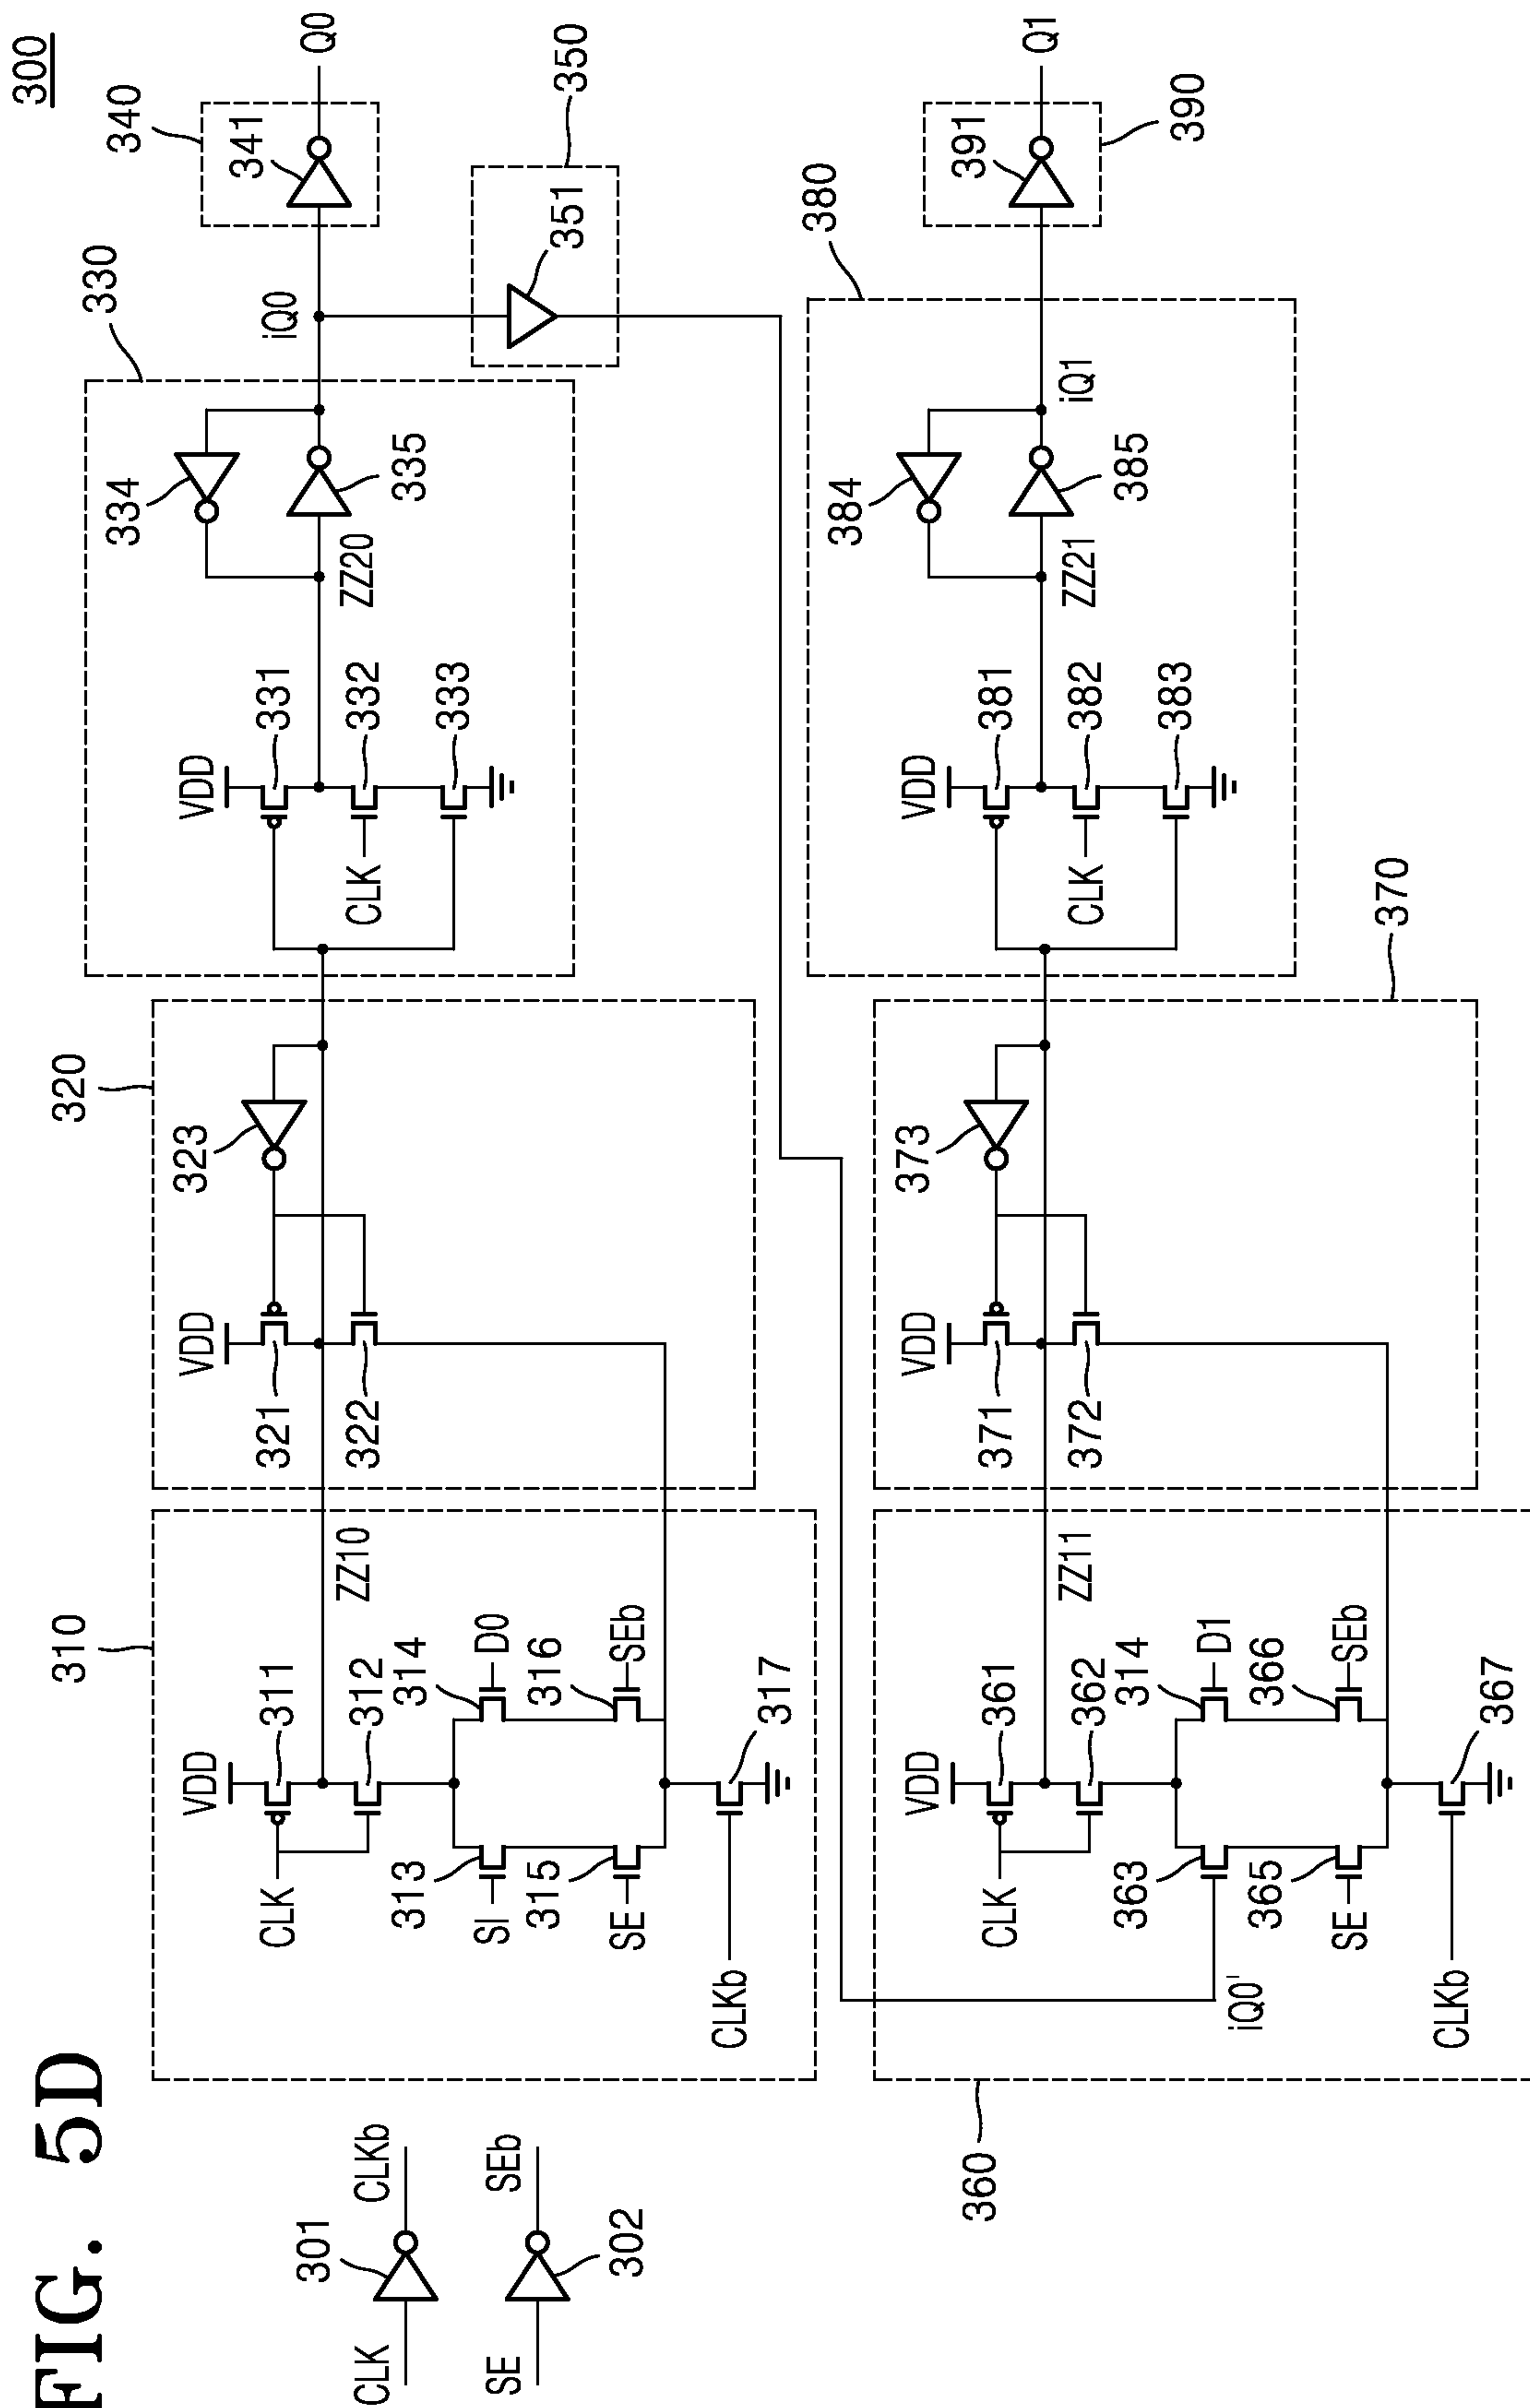 FIG. 5D
300
CLK
301
CLKb
SE
302
SEb
310
VDD
311
CLK
312
ZZ10
313
314
SI
D0
315
316
SE
SEb
317
CLKb
320
VDD
321
322
323
330
VDD
331
CLK
332
333
334
335
ZZ20
iQ0
340
341
Q0
350
351
360
VDD
361
CLK
362
ZZ11
363
314
D1
iQ0'
365
366
SE
SEb
367
CLKb
370
VDD
371
372
373
380
VDD
381
CLK
382
383
384
385
ZZ21
iQ1
390
391
Q1